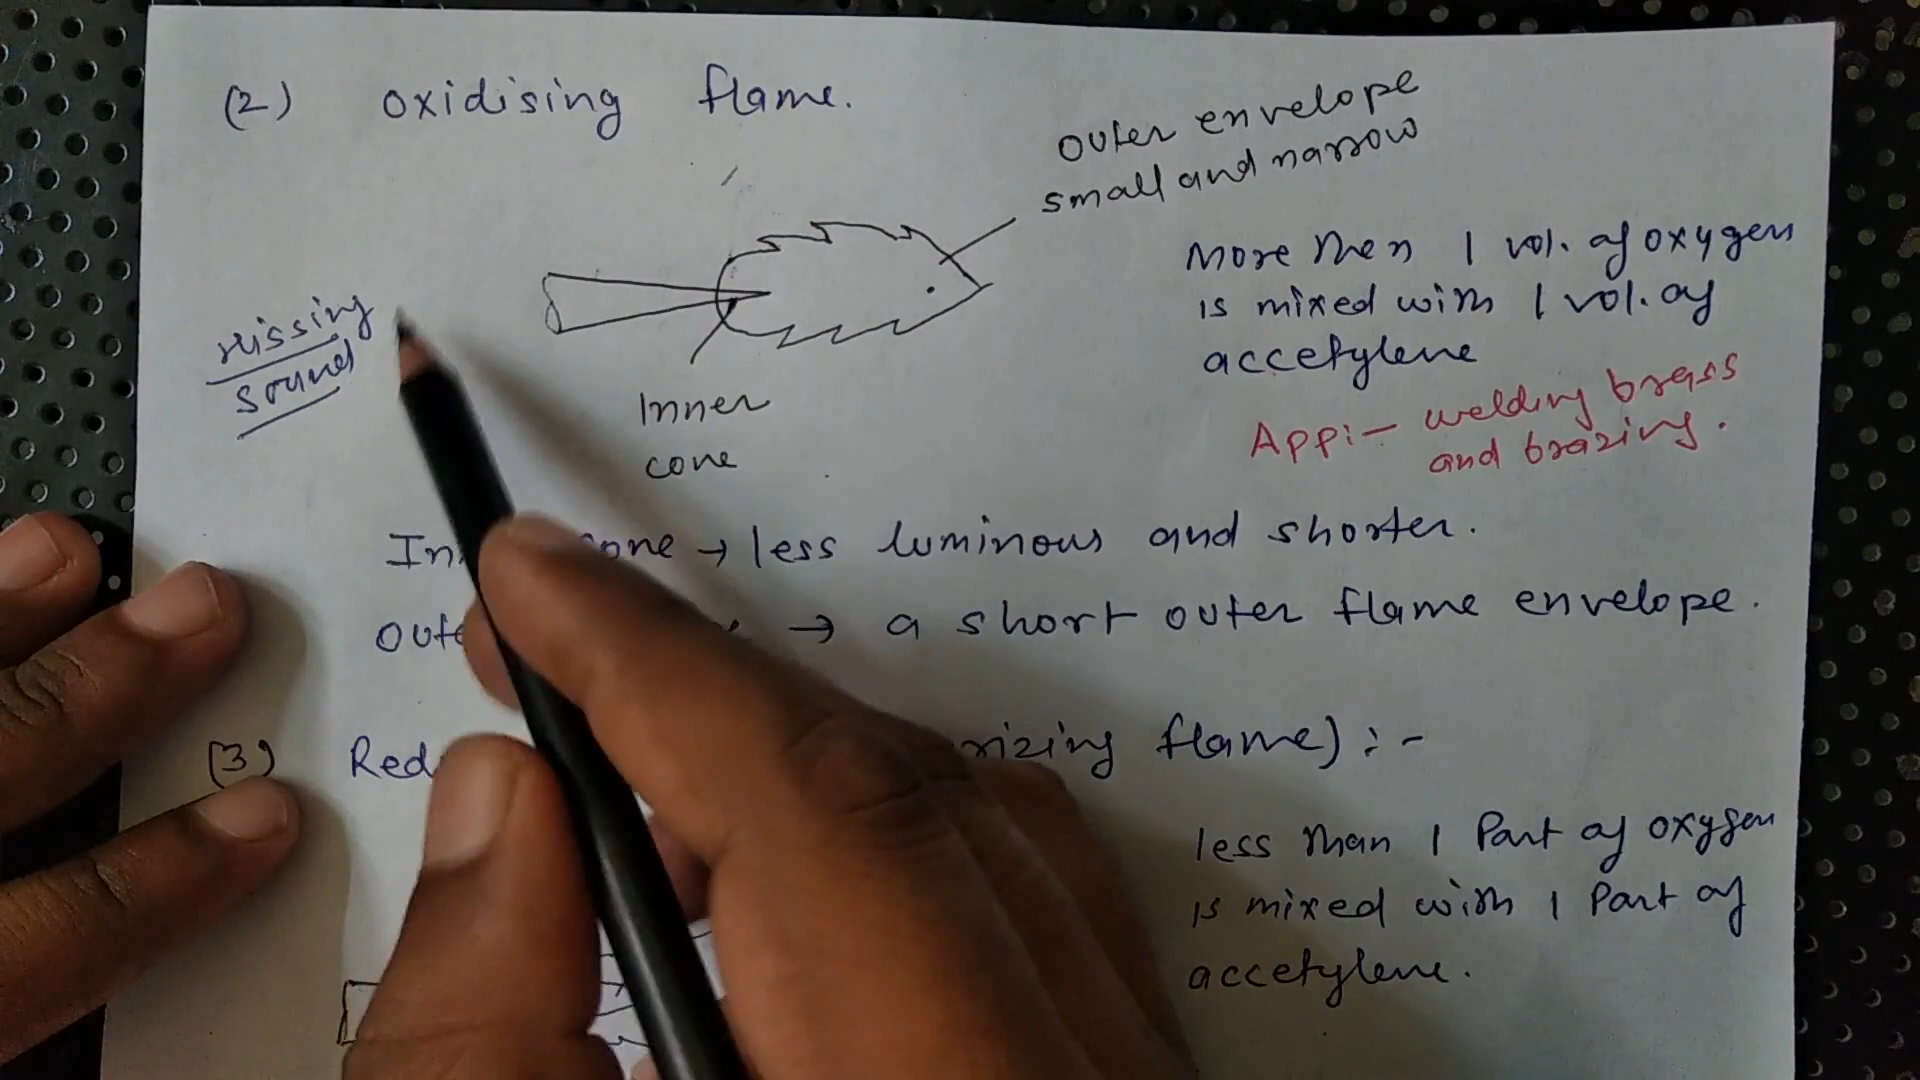 (2) oxidising flame.
outer envelope
small and narrow
More then 1 vol. of oxygen
is mixed with 1 vol. of
accetylene
App:- welding brass
and brazing.
Hissing
sound
Inner
cone
cone → less luminous and shorter.
→ a short outer flame envelope.
(3) flame) :-
less than 1 Part of oxygen
is mixed with 1 Part of
accetylene.